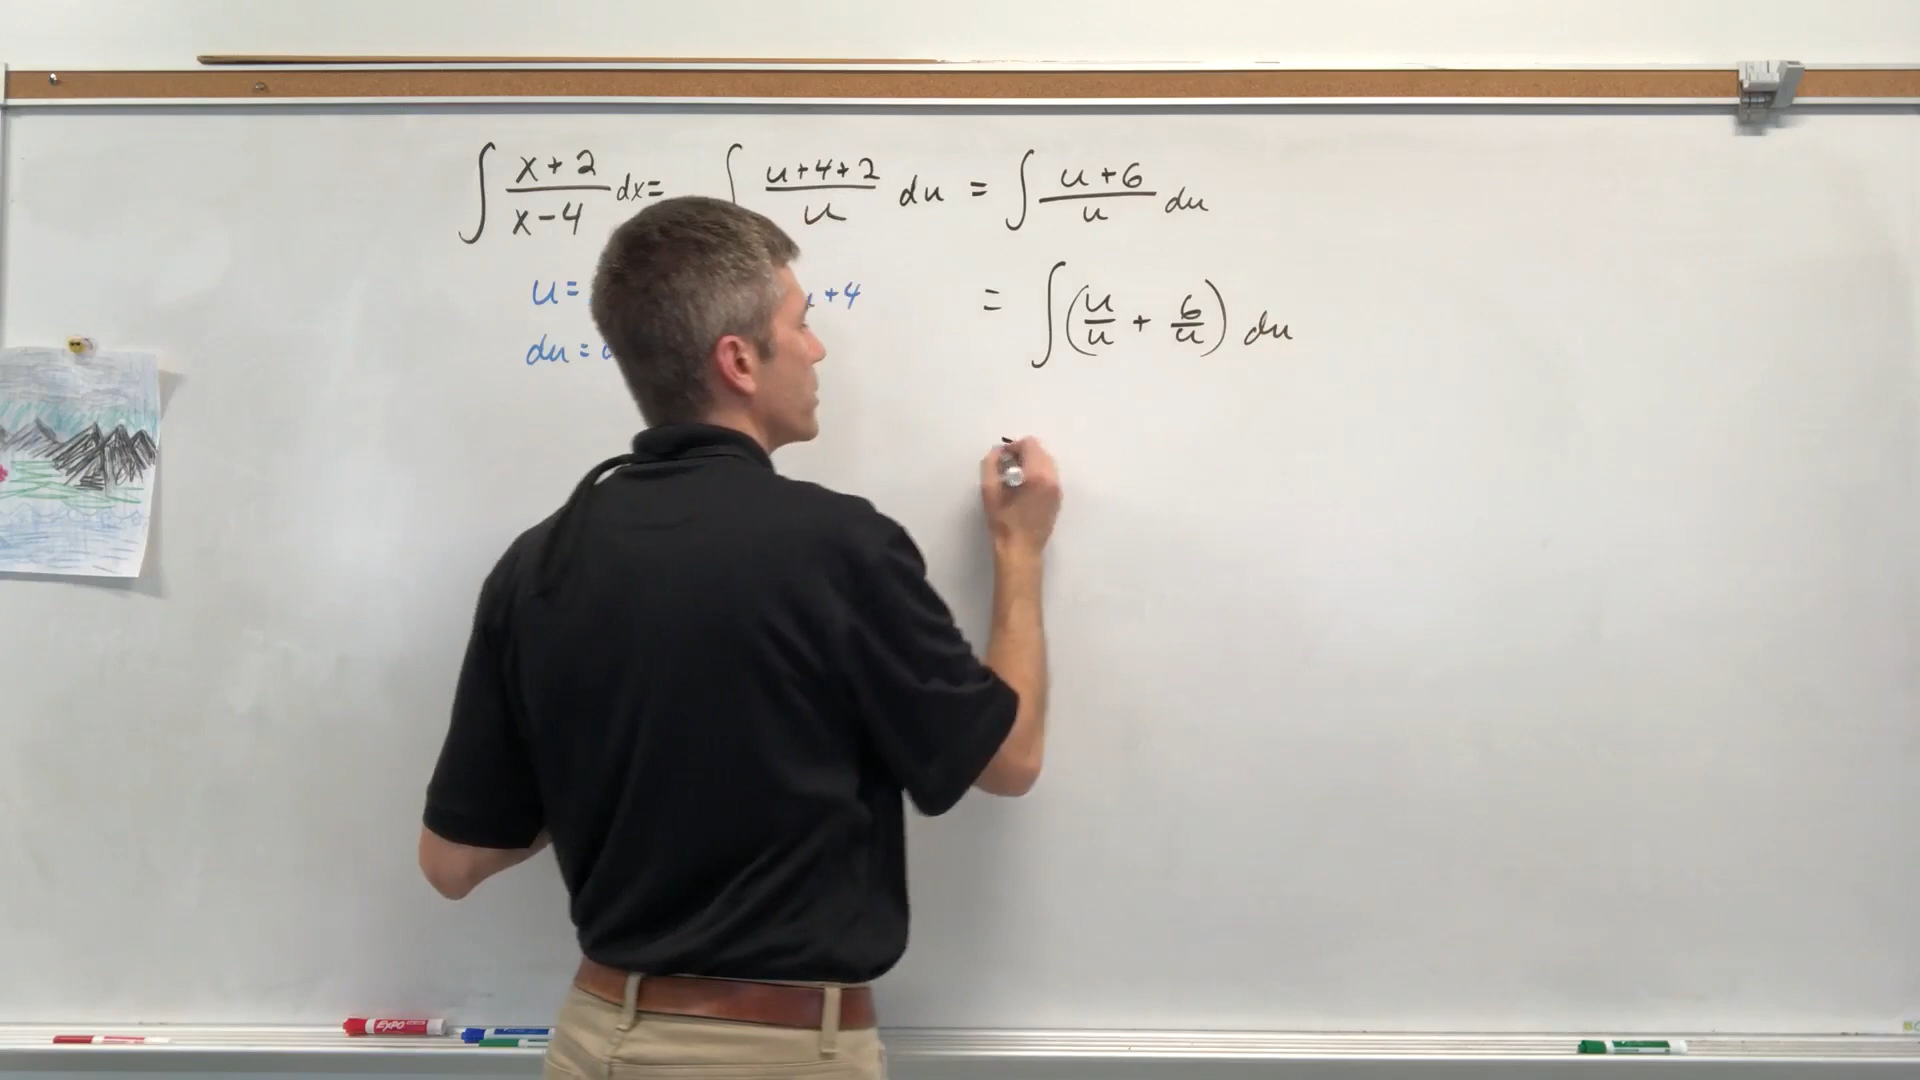 ∫ x+2 / x-4 dx = ∫ u+4+2 / u du = ∫ u+6 / u du
u = +4
= ∫ (u/u + 6/u) du
du =
EXPO